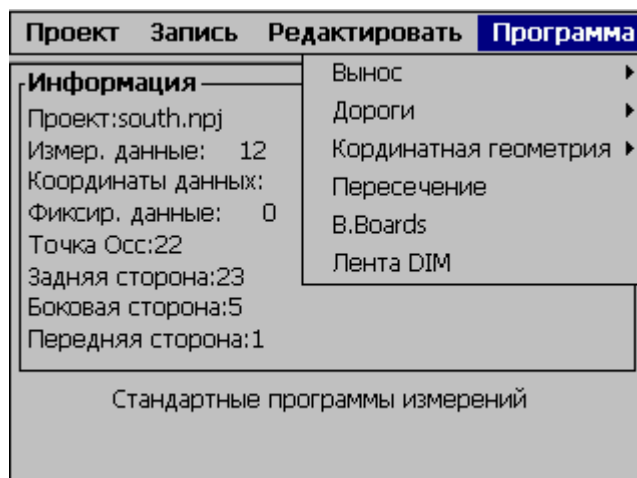 Проект Запись Редактировать Программа
Информация
Проект:south.npj
Измер. данные: 12
Координаты данных:
Фиксир. данные: 0
Точка Occ:22
Задняя сторона:23
Боковая сторона:5
Передняя сторона:1
Вынос
Дороги
Кординатная геометрия
Пересечение
B.Boards
Лента DIM
Стандартные программы измерений